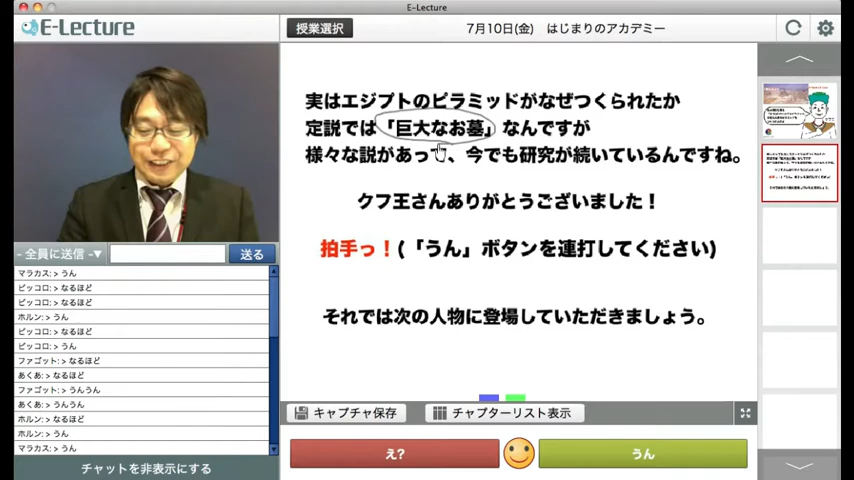 E-Lecture
E-Lecture
授業選択
7月10日(金) はじまりのアカデミー
実はエジプトのピラミッドがなぜつくられたか
定説では「巨大なお墓」なんですが
様々な説があって、今でも研究が続いているんですね。
クフ王さんありがとうございました！
拍手っ！(「うん」ボタンを連打してください)
それでは次の人物に登場していただきましょう。
- 全員に送信 -▼
送る
マラカス: > うん
ピッコロ: > なるほど
ピッコロ: > なるほど
ホルン: > うん
ピッコロ: > なるほど
ピッコロ: > うん
ファゴット: > なるほど
あくあ: > なるほど
ファゴット: > うんうん
あくあ: > うんうん
ホルン: > なるほど
ホルン: > うん
マラカス: > うん
チャットを非表示にする
キャプチャ保存
チャプターリスト表示
え?
うん